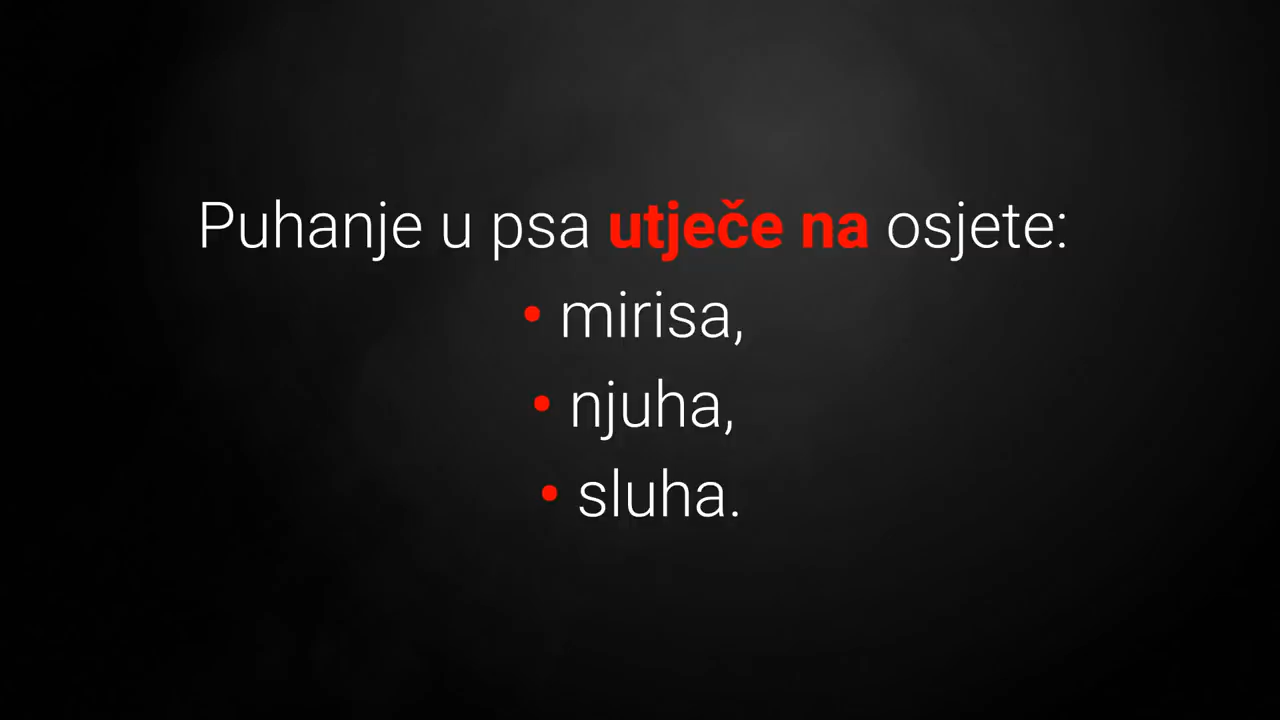 Puhanje u psa utječe na osjete:
• mirisa,
• njuha,
• sluha.